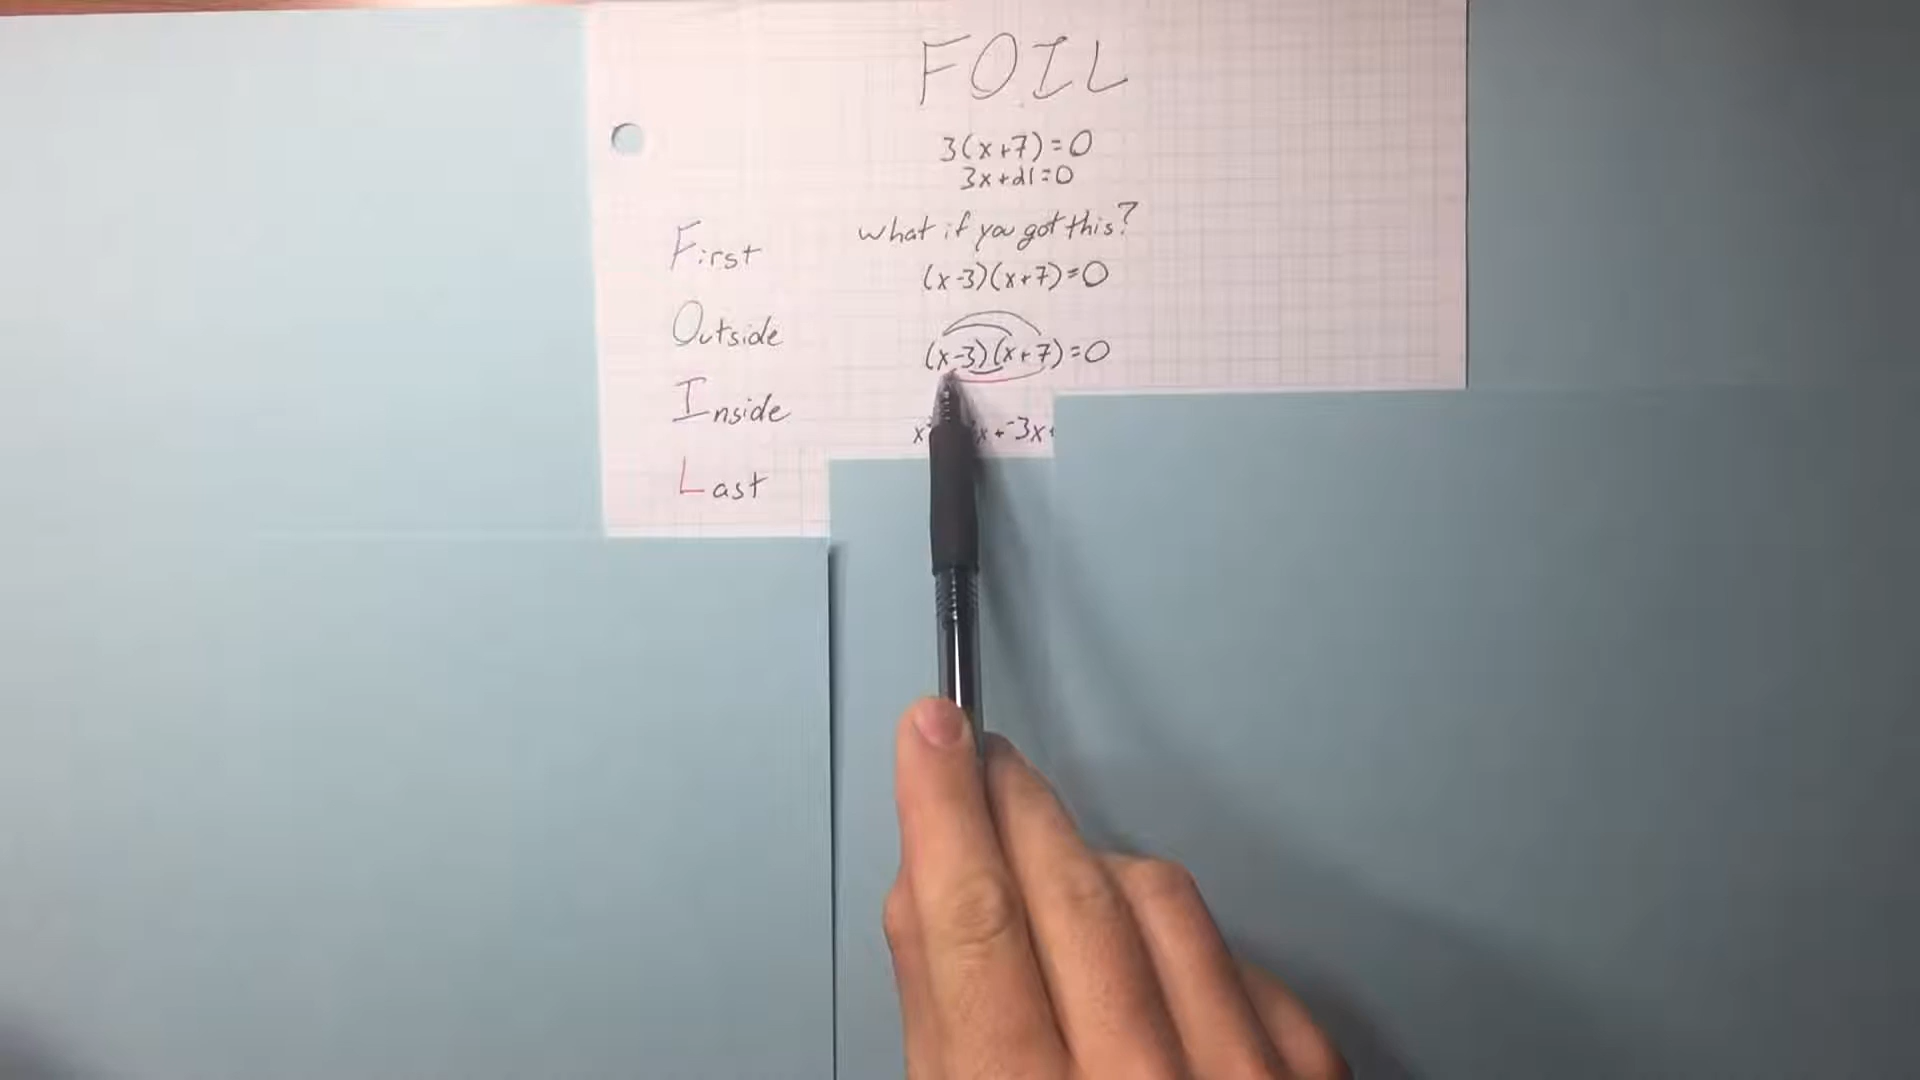 FOIL
3(x+7)=0
3x+21=0
what if you got this?
(x-3)(x+7)=0
(x-3)(x+7)=0
x x+-3x+
First
Outside
Inside
Last